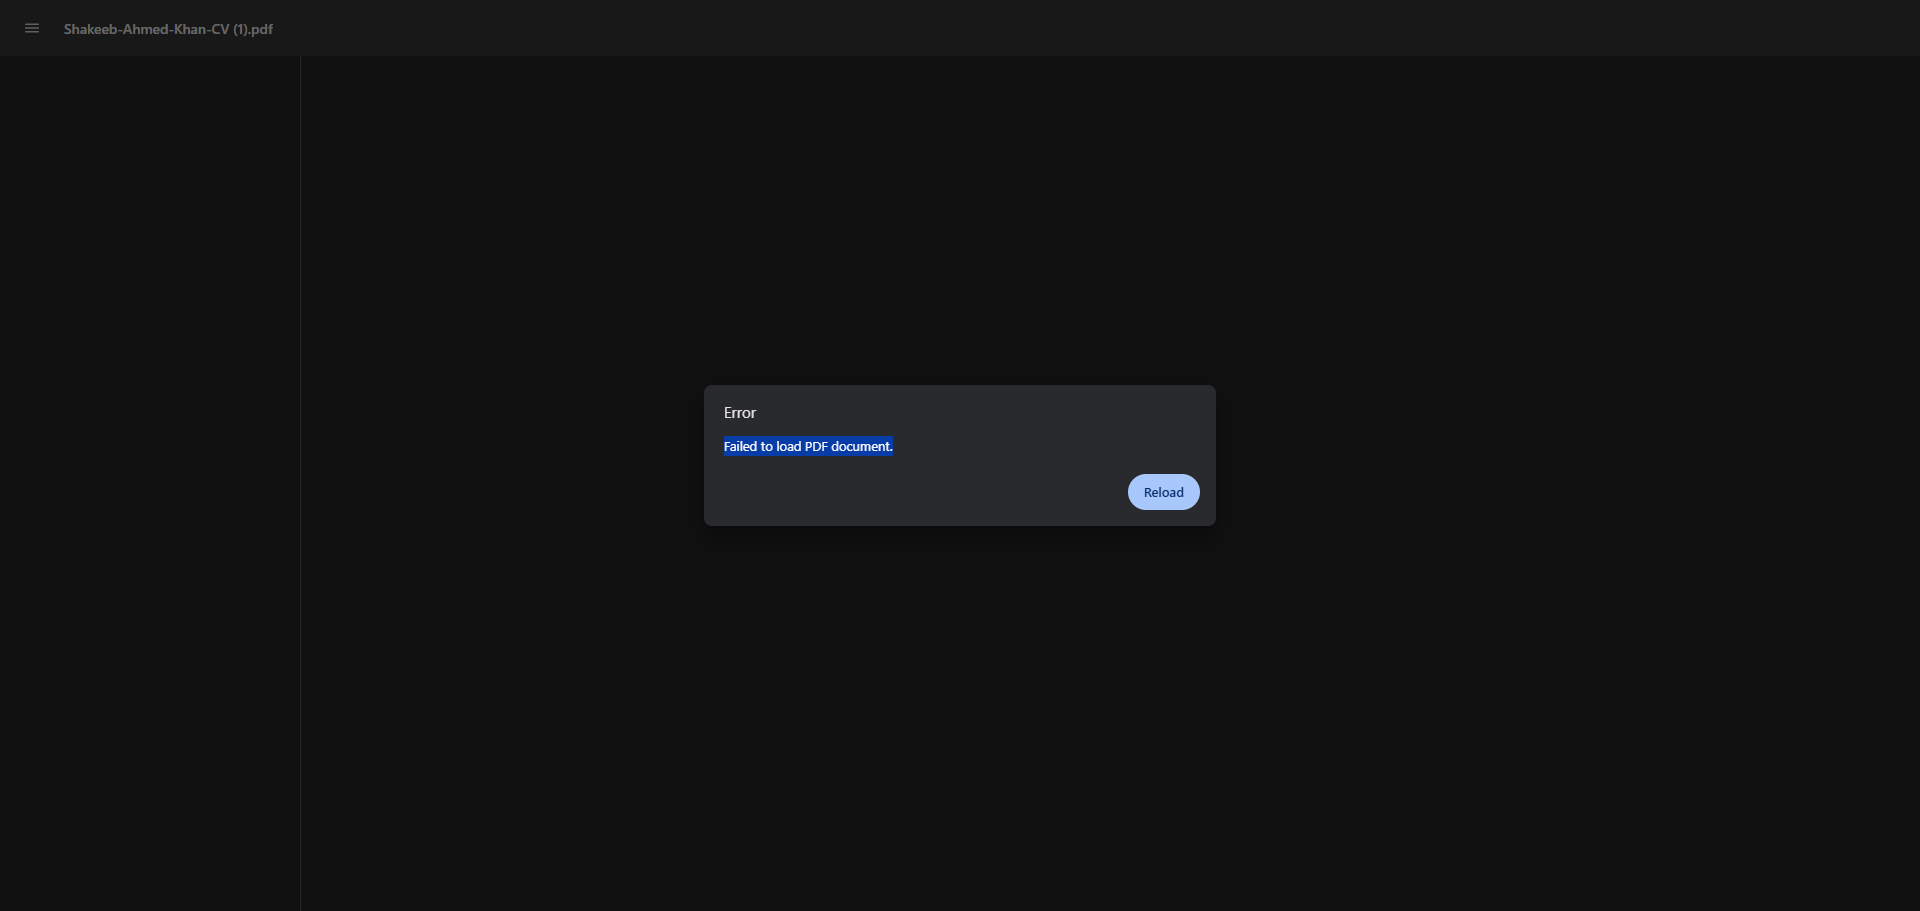 Shakeeb-Ahmed-Khan-CV (1).pdf
Error
Failed to load PDF document.
Reload